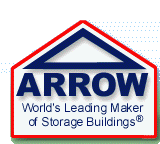 ARROW
World's Leading Maker
of Storage Buildings®